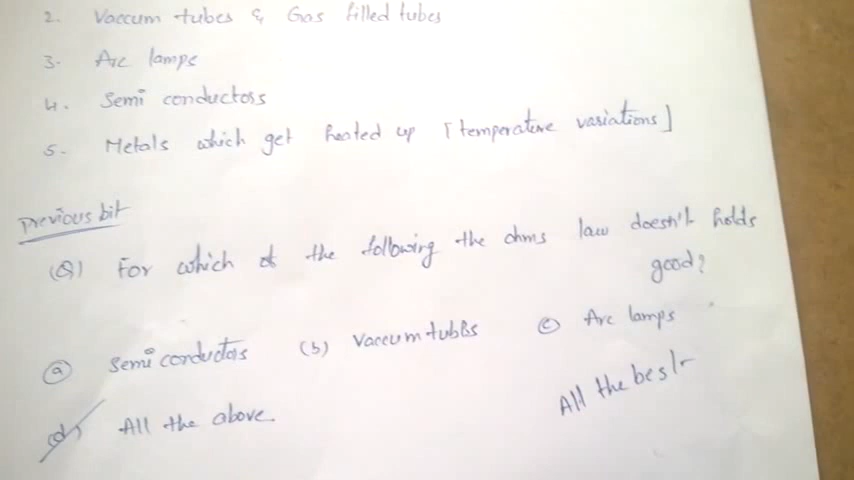 2. Vaccum tubes & Gas filled tubes
3. Arc lamps
4. Semi conductors
5. Metals which get heated up [temperature variations]
Previous bit
(Q) For which of the following the ohms law doesn't holds good?
(a) Semi conductors (b) Vaccum tubes (c) Arc lamps
(d) All the above.
All the best